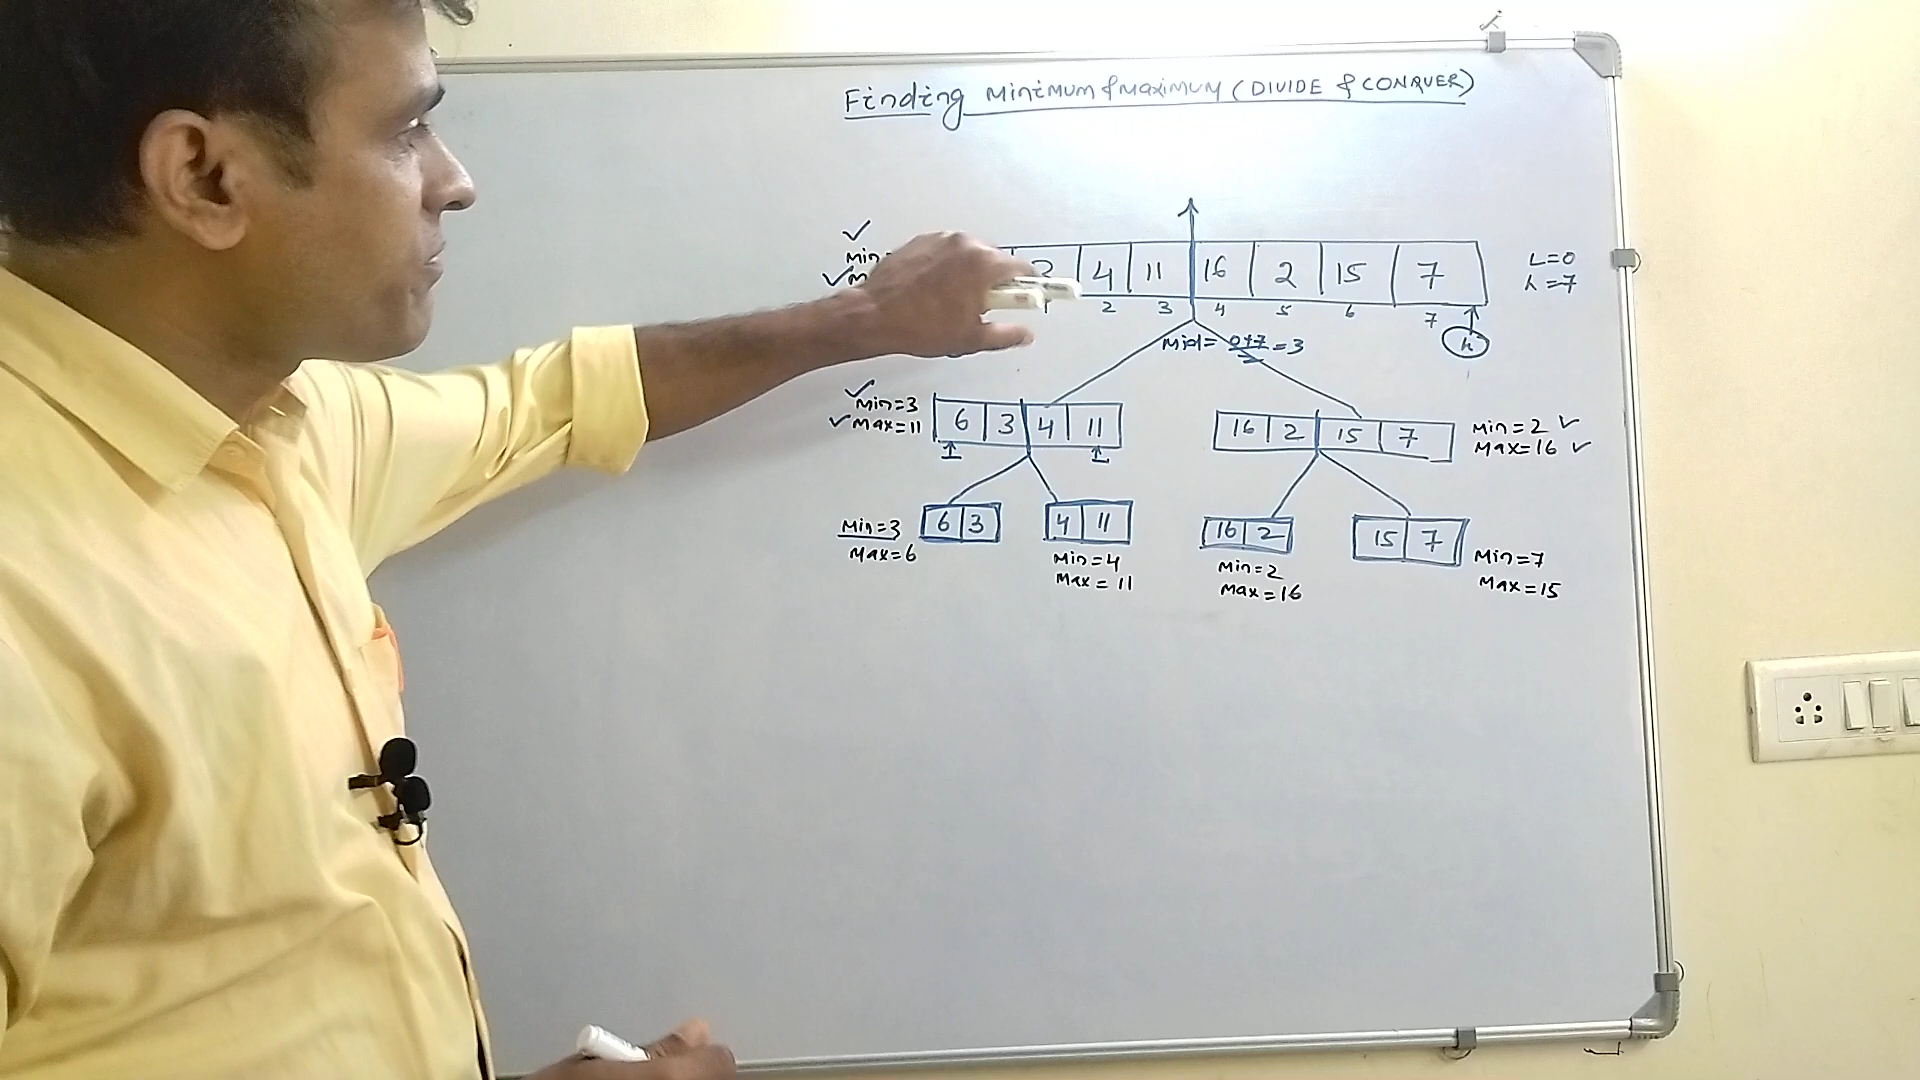 Finding Minimum & Maximum (DIVIDE & CONQUER)
Min=
4 11 16 2 15 7
L=0
h=7
2 3 4 5 6 7
h
Mid= 0+7/2 =3
Min=3
Max=11
6 3 4 11
16 2 15 7
Min=2
Max=16
6 3
4 11
16 2
15 7
Min=3
Max=6
Min=4
Max=11
Min=2
Max=16
Min=7
Max=15